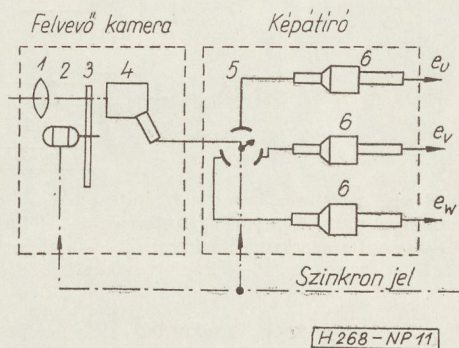 Felvevő kamera
Képátíró
1 2 3 4
5
6
e_U
6
e_V
6
e_W
Szinkron jel
H268-NP11